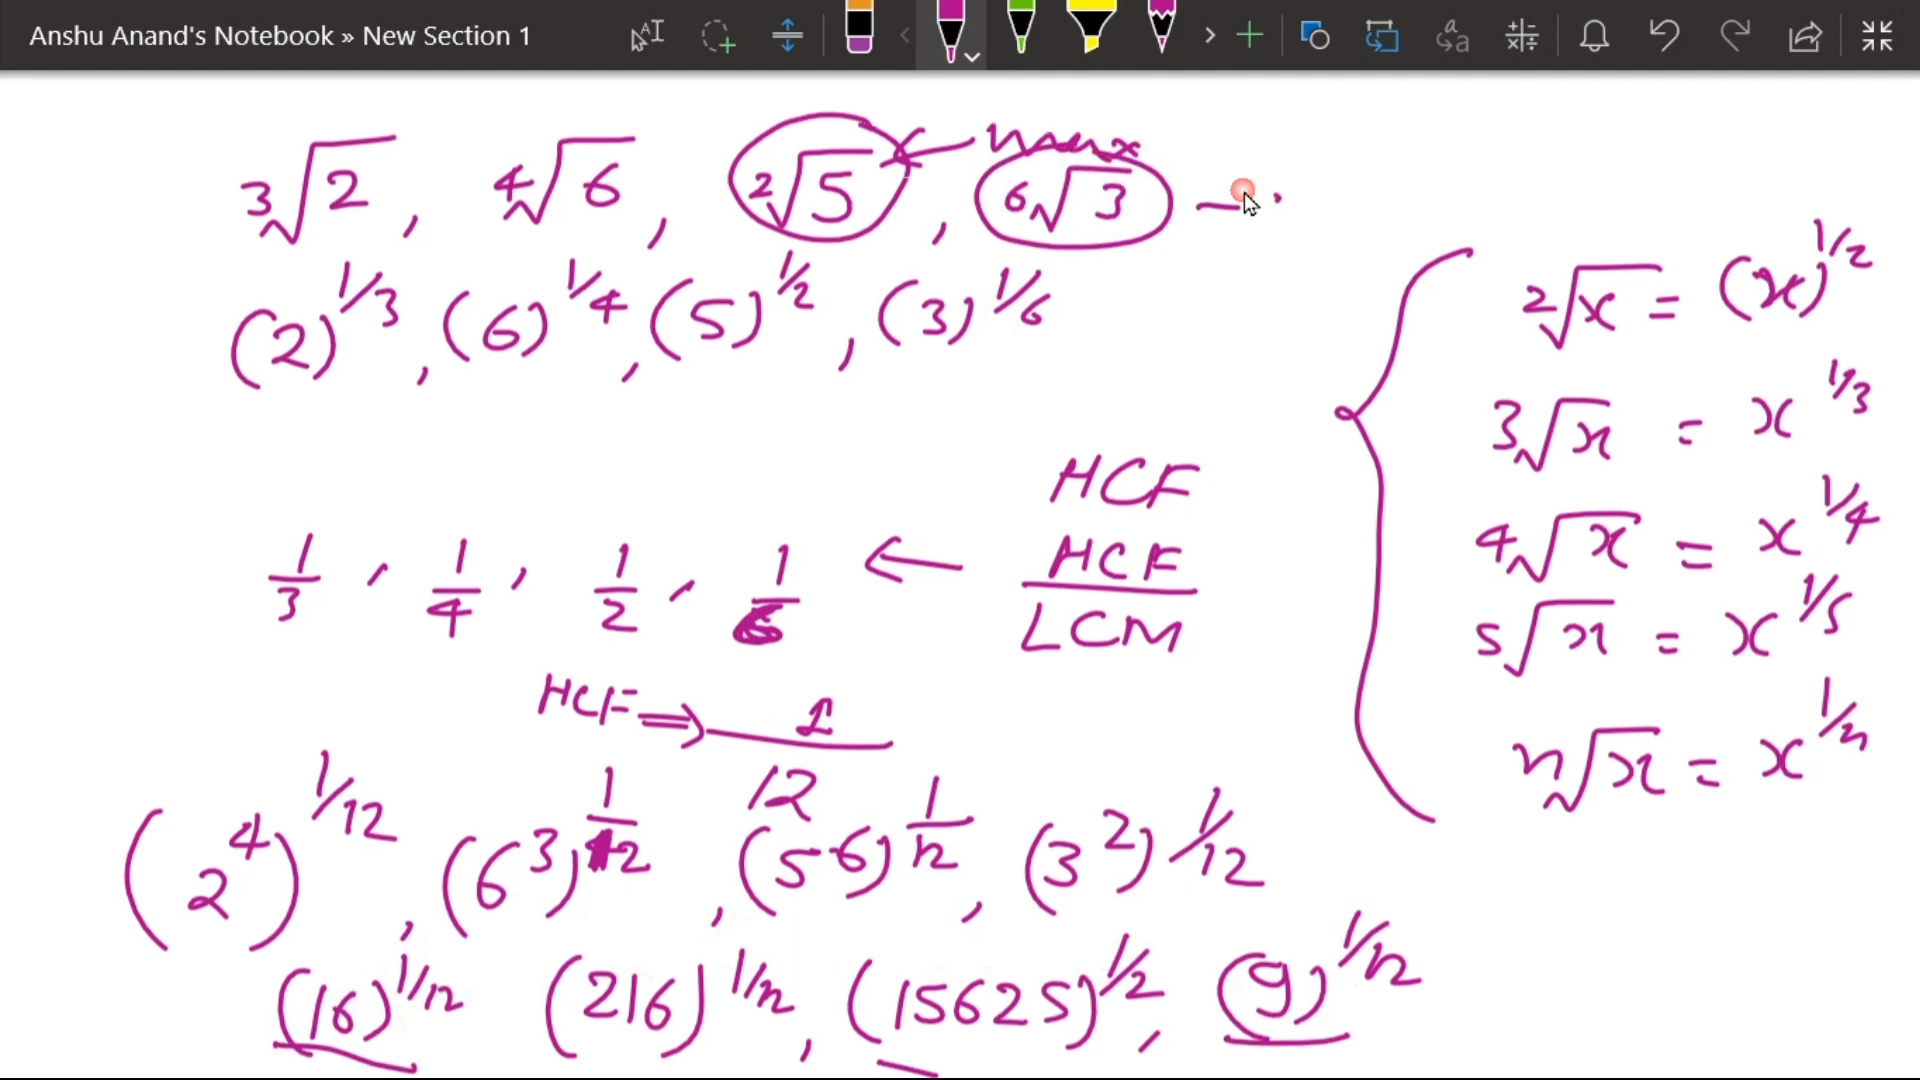 Anshu Anand's Notebook » New Section 1
max
³√2, ⁴√6, ²√5, ⁶√3 —
(2)^1/3, (6)^1/4, (5)^1/2, (3)^1/6
HCF
1/3, 1/4, 1/2, 1/6 ← HCF/LCM
HCF ⇒ 1/12
(2^4)^1/12, (6^3)^1/12, (5^6)^1/12, (3^2)^1/12
(16)^1/12 (216)^1/12, (15625)^1/2, (9)^1/12
²√x = (x)^1/2
3√x = x^1/3
4√x = x^1/4
5√x = x^1/5
n√x = x^1/n